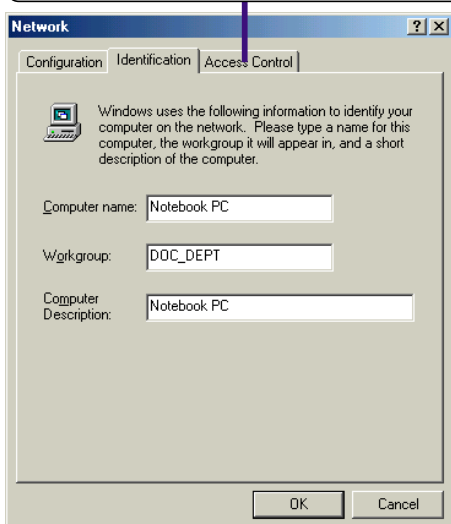 Network
? X
Configuration Identification Access Control
Windows uses the following information to identify your
computer on the network. Please type a name for this
computer, the workgroup it will appear in, and a short
description of the computer.
Computer name: Notebook PC
Workgroup: DOC_DEPT
Computer
Description: Notebook PC
OK Cancel